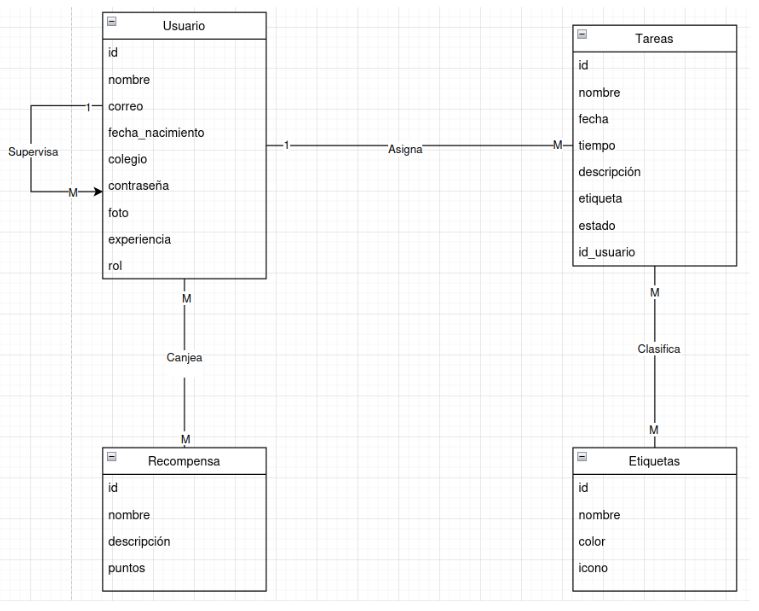 Usuario
id
nombre
correo
fecha_nacimiento
colegio
contraseña
foto
experiencia
rol
1
Supervisa
M
1
Asigna
M
Tareas
id
nombre
fecha
tiempo
descripción
etiqueta
estado
id_usuario
M
Canjea
M
M
Clasifica
M
Recompensa
id
nombre
descripción
puntos
Etiquetas
id
nombre
color
icono